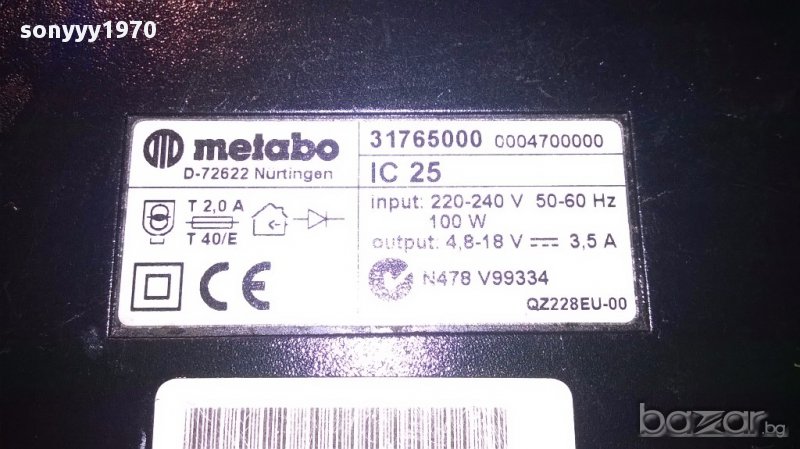 sonyyy1970
metabo
D-72622 Nürtingen
31765000 0004700000
IC 25
T 2,0 A
T 40/E
input: 220-240 V 50-60 Hz
100 W
output: 4,8-18 V 3,5 A
CE
N478 V99334
QZ228EU-00
bazar.bg